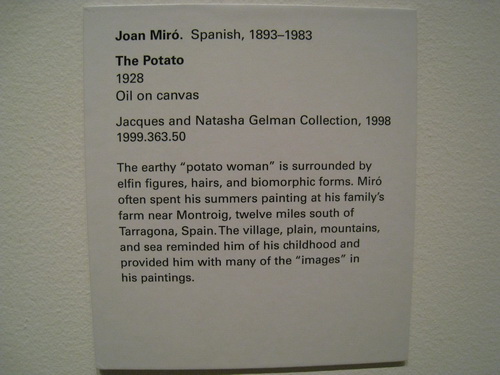 Joan Miró. Spanish, 1893–1983
The Potato
1928
Oil on canvas
Jacques and Natasha Gelman Collection, 1998
1999.363.50
The earthy “potato woman” is surrounded by
elfin figures, hairs, and biomorphic forms. Miró
often spent his summers painting at his family’s
farm near Montroig, twelve miles south of
Tarragona, Spain. The village, plain, mountains,
and sea reminded him of his childhood and
provided him with many of the “images” in
his paintings.